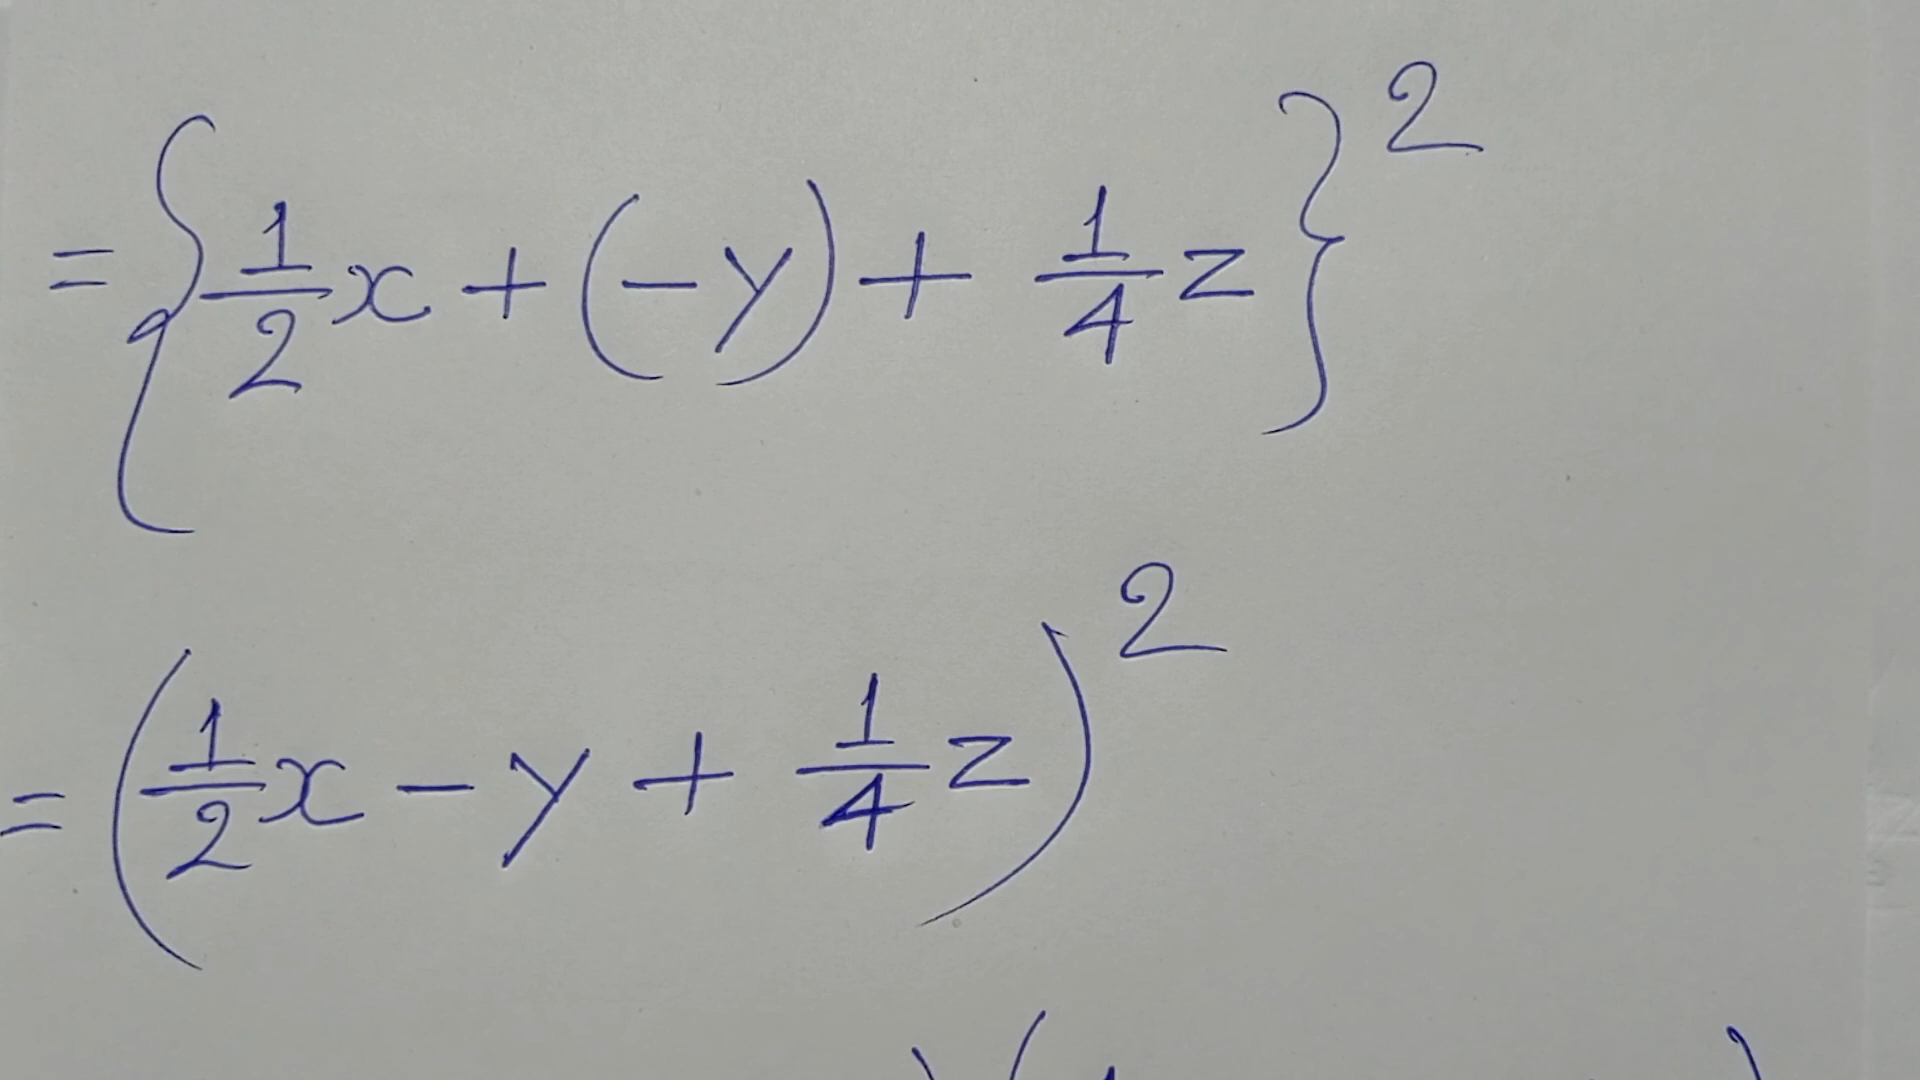 = { 1/2 x + (-y) + 1/4 z }²
= ( 1/2 x - y + 1/4 z )²